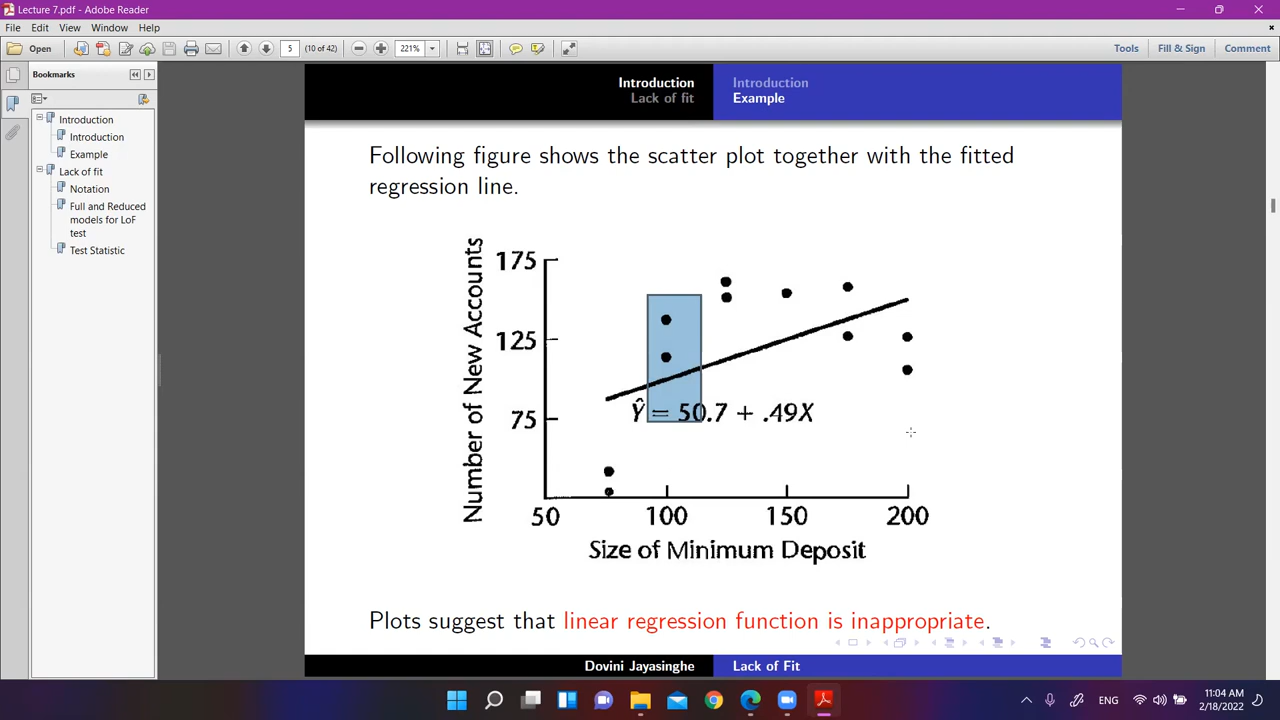 Lecture 7.pdf - Adobe Reader
File Edit View Window Help
Open 5 (10 of 42) 221% Tools Fill & Sign Comment
Bookmarks
Introduction
Introduction
Example
Lack of fit
Notation
Full and Reduced
models for LoF
test
Test Statistic
Introduction Introduction
Lack of fit Example
Following figure shows the scatter plot together with the fitted
regression line.
Number of New Accounts
175
125
75
Ŷ = 50.7 + .49X
50 100 150 200
Size of Minimum Deposit
Plots suggest that linear regression function is inappropriate.
Dovini Jayasinghe Lack of Fit
ENG
11:04 AM
2/18/2022